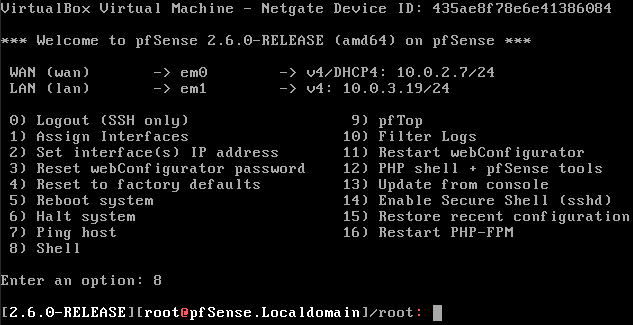 VirtualBox Virtual Machine - Netgate Device ID: 435ae8f78e6e41386084
*** Welcome to pfSense 2.6.0-RELEASE (amd64) on pfSense ***
WAN (wan)       -> em0        -> v4/DHCP4: 10.0.2.7/24
LAN (lan)       -> em1        -> v4: 10.0.3.19/24
0) Logout (SSH only)                  9) pfTop
1) Assign Interfaces                 10) Filter Logs
2) Set interface(s) IP address       11) Restart webConfigurator
3) Reset webConfigurator password    12) PHP shell + pfSense tools
4) Reset to factory defaults         13) Update from console
5) Reboot system                     14) Enable Secure Shell (sshd)
6) Halt system                       15) Restore recent configuration
7) Ping host                         16) Restart PHP-FPM
8) Shell
Enter an option: 8
[2.6.0-RELEASE][root@pfSense.Localdomain]/root: